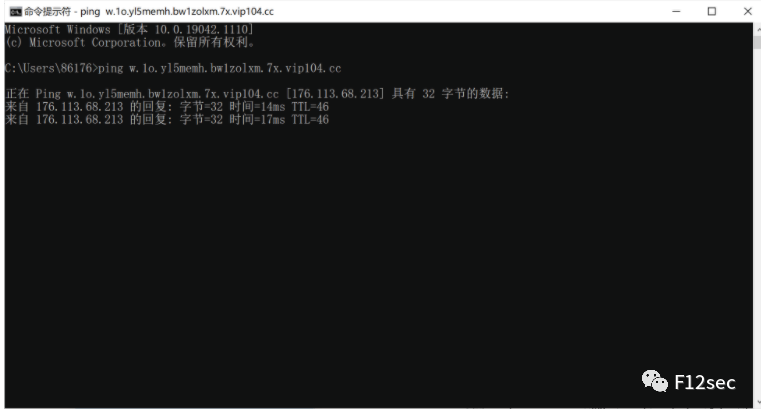 命令提示符 - ping  w.1o.yl5memh.bw1zolxm.7x.vip104.cc
Microsoft Windows [版本 10.0.19042.1110]
(c) Microsoft Corporation。保留所有权利。
C:\Users\86176>ping w.1o.yl5memh.bw1zolxm.7x.vip104.cc
正在 Ping w.1o.yl5memh.bw1zolxm.7x.vip104.cc [176.113.68.213] 具有 32 字节的数据:
来自 176.113.68.213 的回复: 字节=32 时间=14ms TTL=46
来自 176.113.68.213 的回复: 字节=32 时间=17ms TTL=46
F12sec